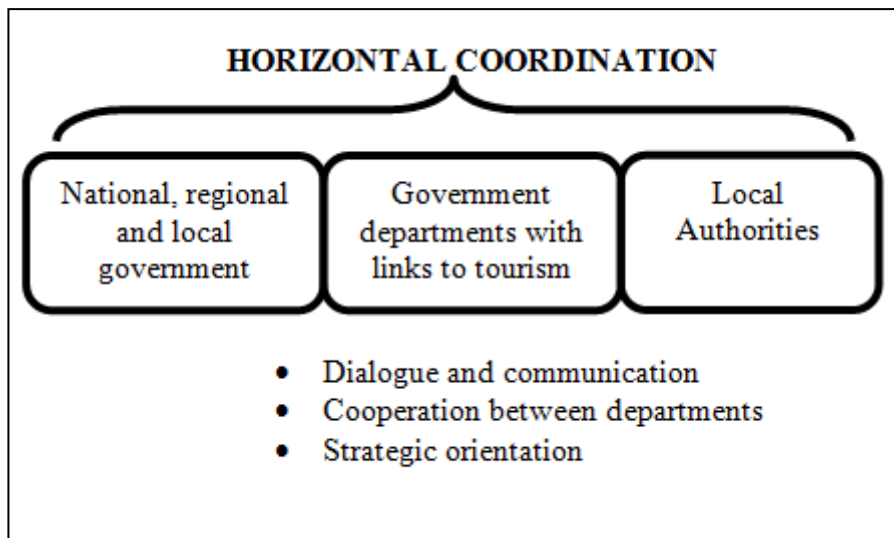 HORIZONTAL COORDINATION
National, regional
and local
government
Government
departments with
links to tourism
Local
Authorities
• Dialogue and communication
• Cooperation between departments
• Strategic orientation